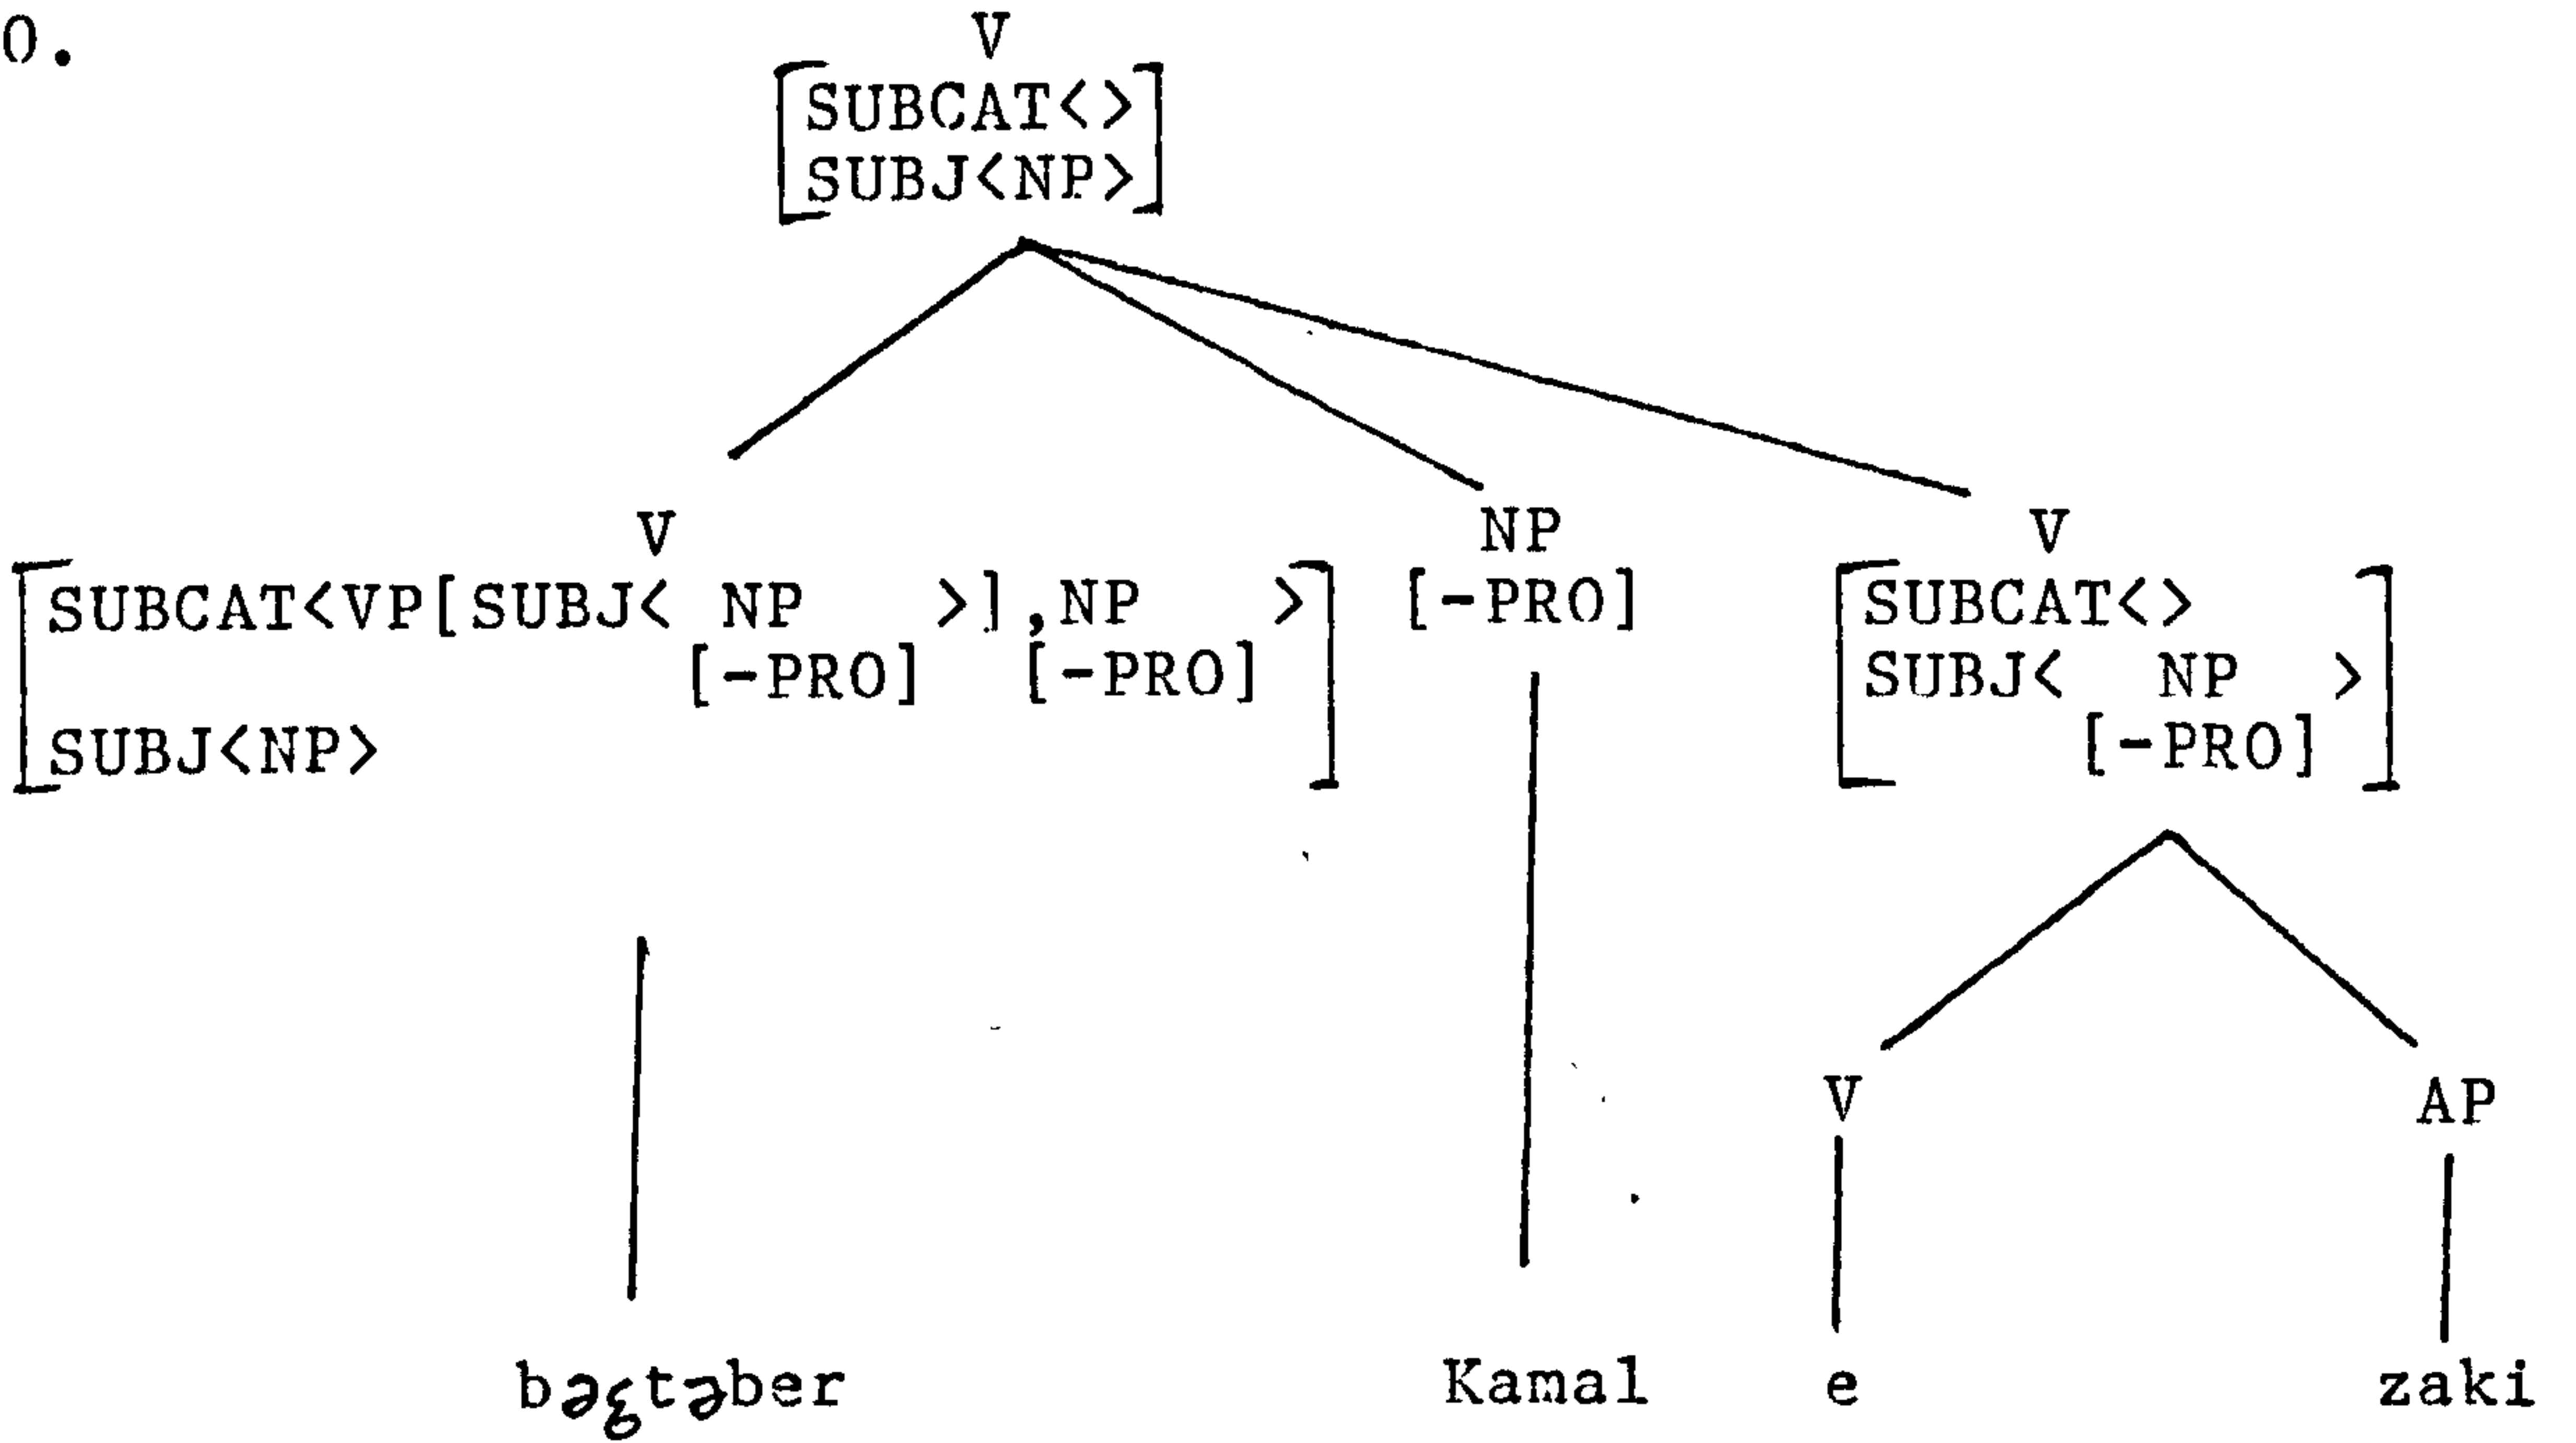 0.
V
SUBCAT<>
SUBJ<NP>
V NP V
SUBCAT<VP[SUBJ< NP >],NP > [-PRO] SUBCAT<>
[-PRO] [-PRO] SUBJ< NP >
SUBJ<NP> [-PRO]
V AP
bəʕtəber Kamal e zaki